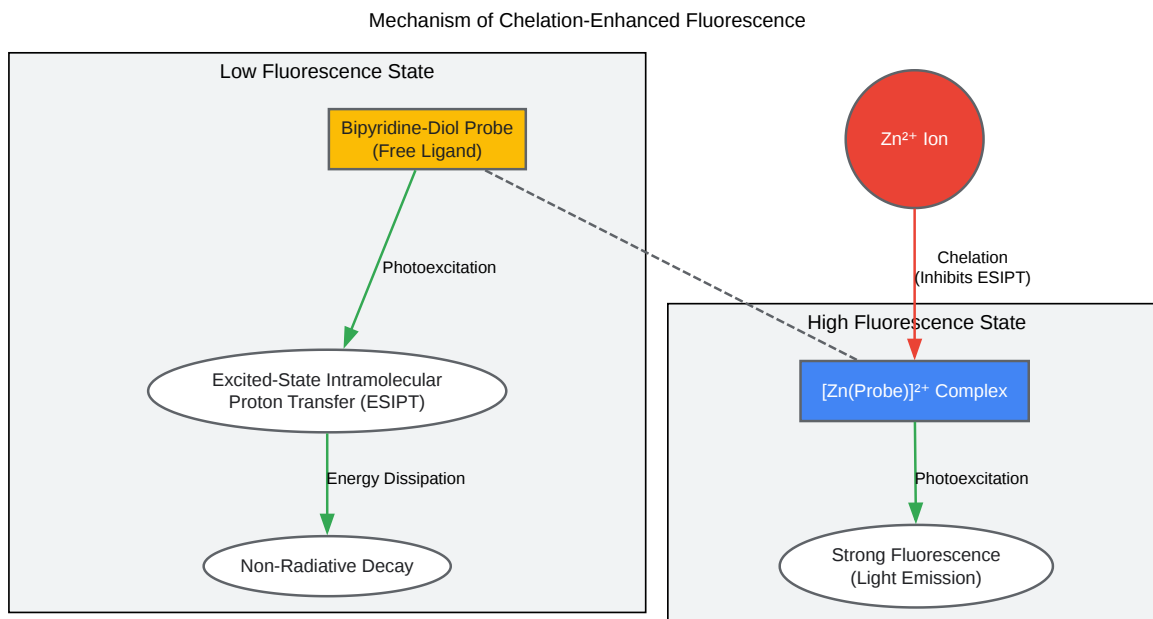 Mechanism of Chelation-Enhanced Fluorescence
Low Fluorescence State
Bipyridine-Diol Probe
(Free Ligand)
Photoexcitation
Excited-State Intramolecular
Proton Transfer (ESIPT)
Energy Dissipation
Non-Radiative Decay
Zn²⁺ Ion
Chelation
(Inhibits ESIPT)
High Fluorescence State
[Zn(Probe)]²⁺ Complex
Photoexcitation
Strong Fluorescence
(Light Emission)